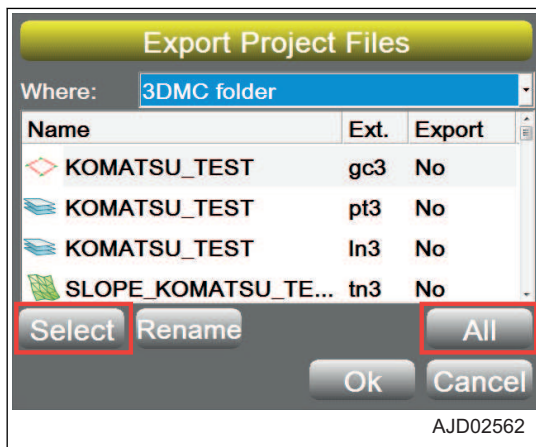 Export Project Files
Where: 3DMC folder
Name Ext. Export
KOMATSU_TEST gc3 No
KOMATSU_TEST pt3 No
KOMATSU_TEST ln3 No
SLOPE_KOMATSU_TE... tn3 No
Select Rename All
Ok Cancel
AJD02562